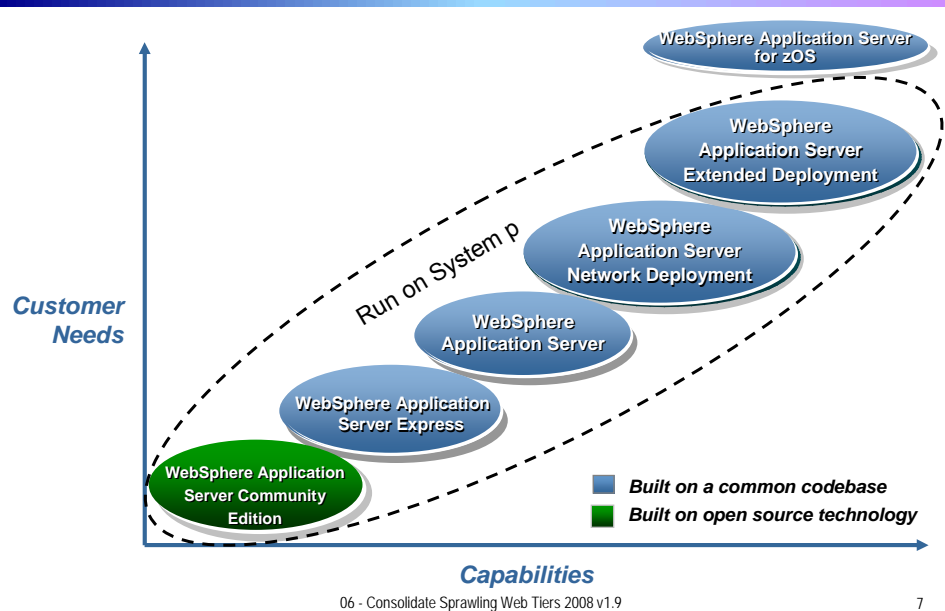 WebSphere Application Server
for zOS
WebSphere
Application Server
Extended Deployment
WebSphere
Application Server
Network Deployment
Run on System p
WebSphere
Application Server
WebSphere Application
Server Express
WebSphere Application
Server Community
Edition
Customer
Needs
Built on a common codebase
Built on open source technology
Capabilities
06 - Consolidate Sprawling Web Tiers 2008 v1.9
7